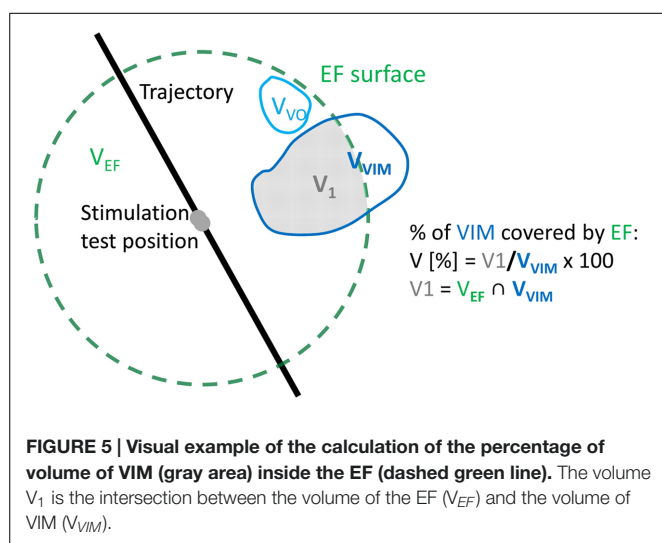 Trajectory
EF surface
V_VO
V_EF
V_1
V_VIM
Stimulation
test position
% of VIM covered by EF:
V [%] = V1/V_VIM x 100
V1 = V_EF ∩ V_VIM
FIGURE 5 | Visual example of the calculation of the percentage of
volume of VIM (gray area) inside the EF (dashed green line). The volume
V_1 is the intersection between the volume of the EF (V_EF) and the volume of
VIM (V_VIM).